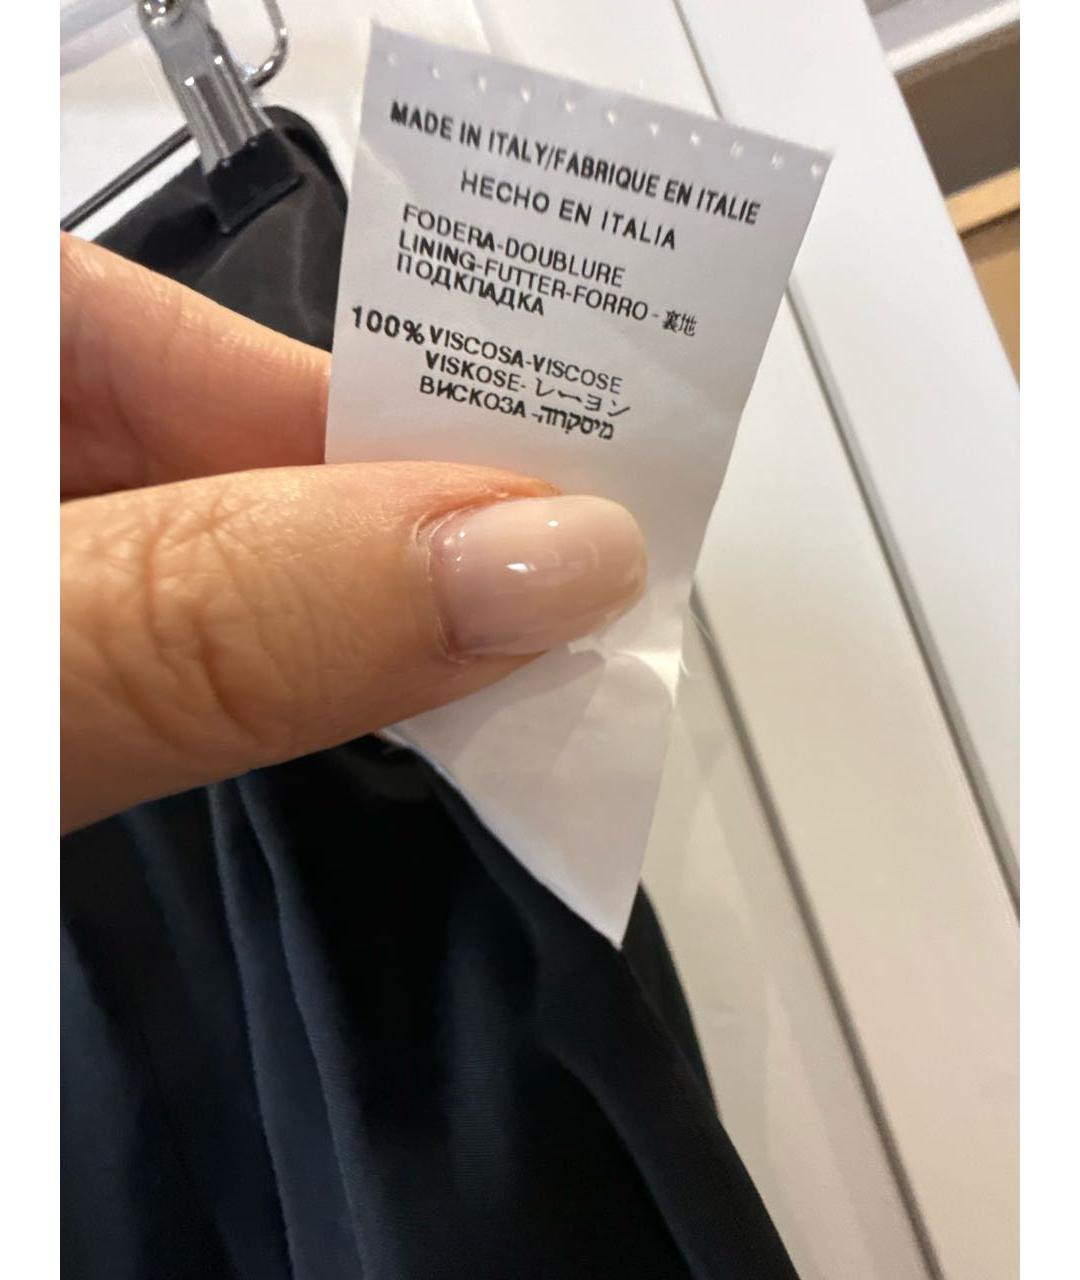 MADE IN ITALY/FABRIQUE EN ITALIE
HECHO EN ITALIA
FODERA-DOUBLURE
LINING-FUTTER-FORRO-裏地
ПОДКЛАДКА
100% VISCOSA-VISCOSE
VISKOSE-レーヨン
ВИСКОЗА-